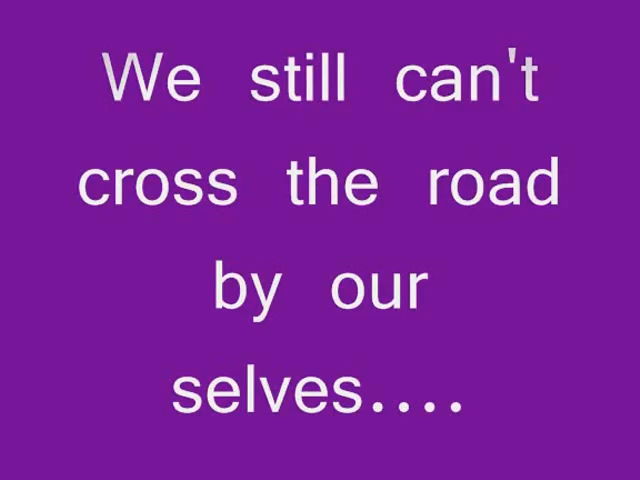 We still can't
cross the road
by our
selves....